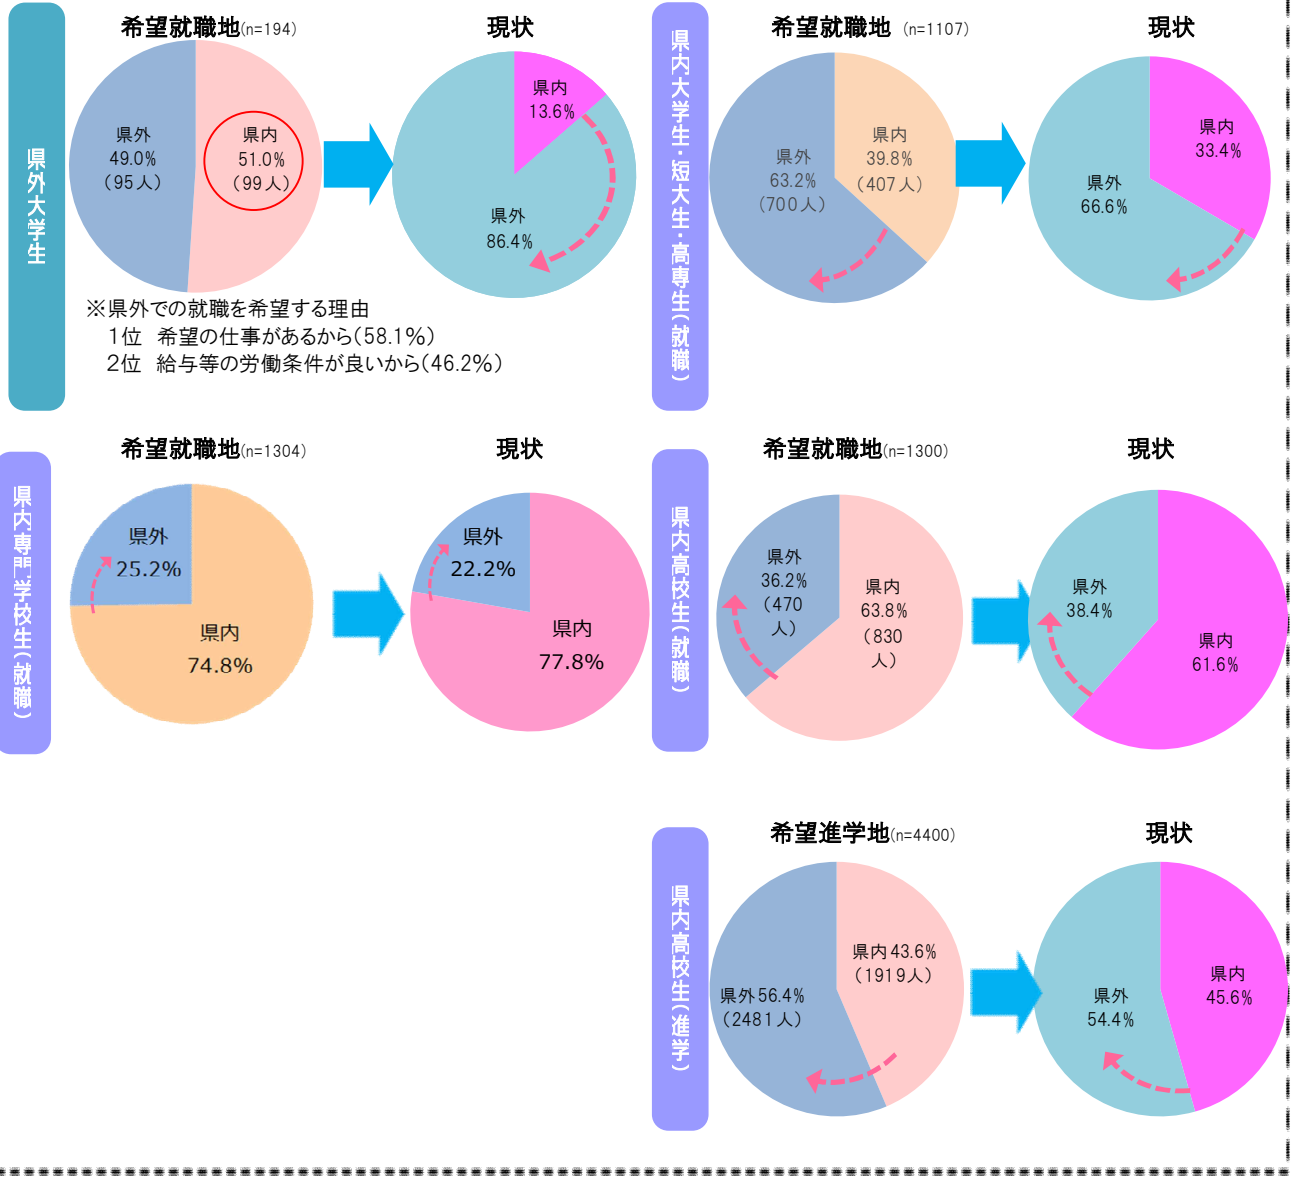 県外大学生
希望就職地(n=194)
県外
49.0%
(95人)
県内
51.0%
(99人)
現状
県内
13.6%
県外
86.4%
※県外での就職を希望する理由
1位 希望の仕事があるから(58.1%)
2位 給与等の労働条件が良いから(46.2%)
県内大学生・短大生・高専生(就職)
希望就職地 (n=1107)
県外
63.2%
(700人)
県内
39.8%
(407人)
現状
県内
33.4%
県外
66.6%
県内専門学校生(就職)
希望就職地(n=1304)
県外
25.2%
県内
74.8%
現状
県外
22.2%
県内
77.8%
県内高校生(就職)
希望就職地(n=1300)
県外
36.2%
(470
人)
県内
63.8%
(830
人)
現状
県外
38.4%
県内
61.6%
県内高校生(進学)
希望進学地(n=4400)
県内43.6%
(1919人)
県外56.4%
(2481人)
現状
県内
45.6%
県外
54.4%